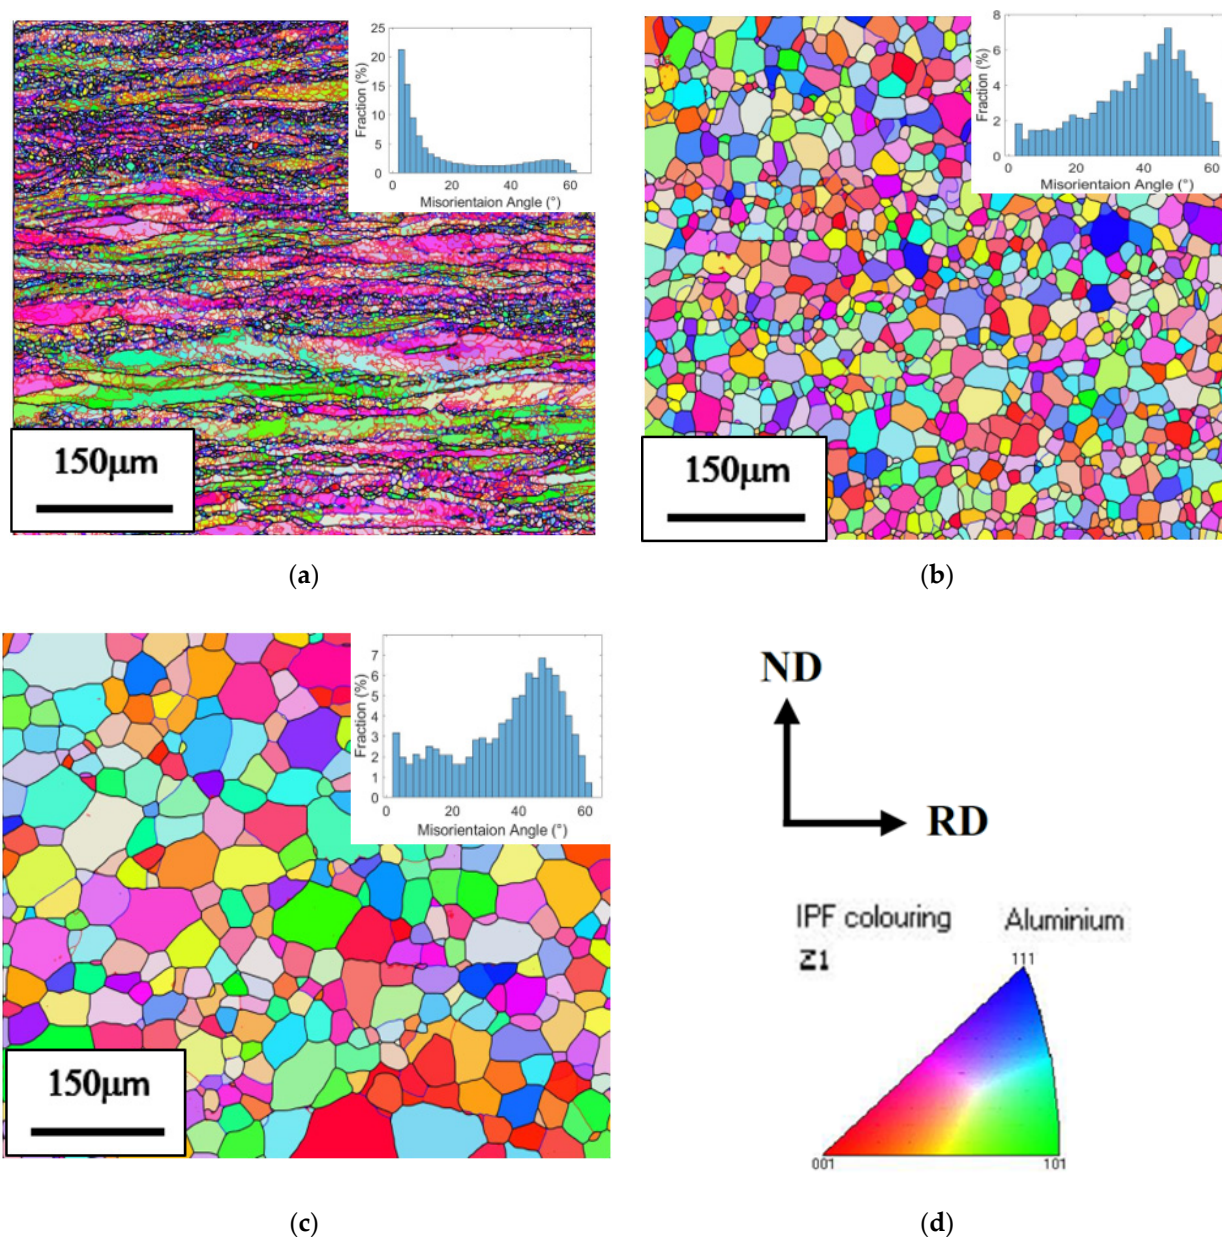 25
20
15
10
5
0
Fraction (%)
0 20 40 60
Misorientaion Angle (°)
150μm
(a)
8
6
4
2
0
Fraction (%)
0 20 40 60
Misorientaion Angle (°)
150μm
(b)
7
6
5
4
3
2
1
0
Fraction (%)
0 20 40 60
Misorientaion Angle (°)
150μm
(c)
ND
RD
IPF colouring Aluminium
Z1
111
001 101
(d)